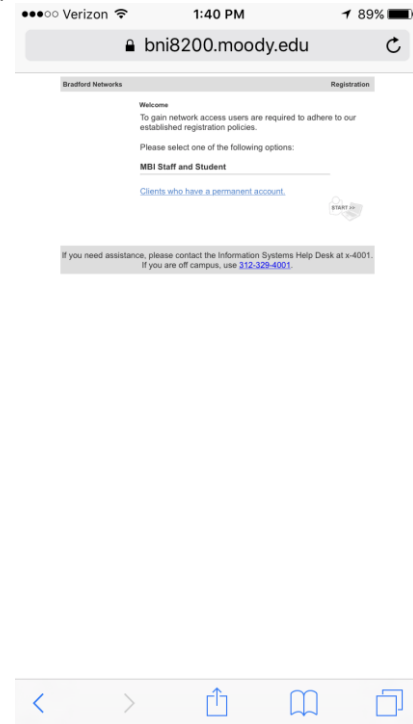 Verizon 1:40 PM 89%
bni8200.moody.edu
Bradford Networks Registration
Welcome
To gain network access users are required to adhere to our
established registration policies.
Please select one of the following options:
MBI Staff and Student
Clients who have a permanent account.
START >>
If you need assistance, please contact the Information Systems Help Desk at x-4001.
If you are off campus, use 312-329-4001.